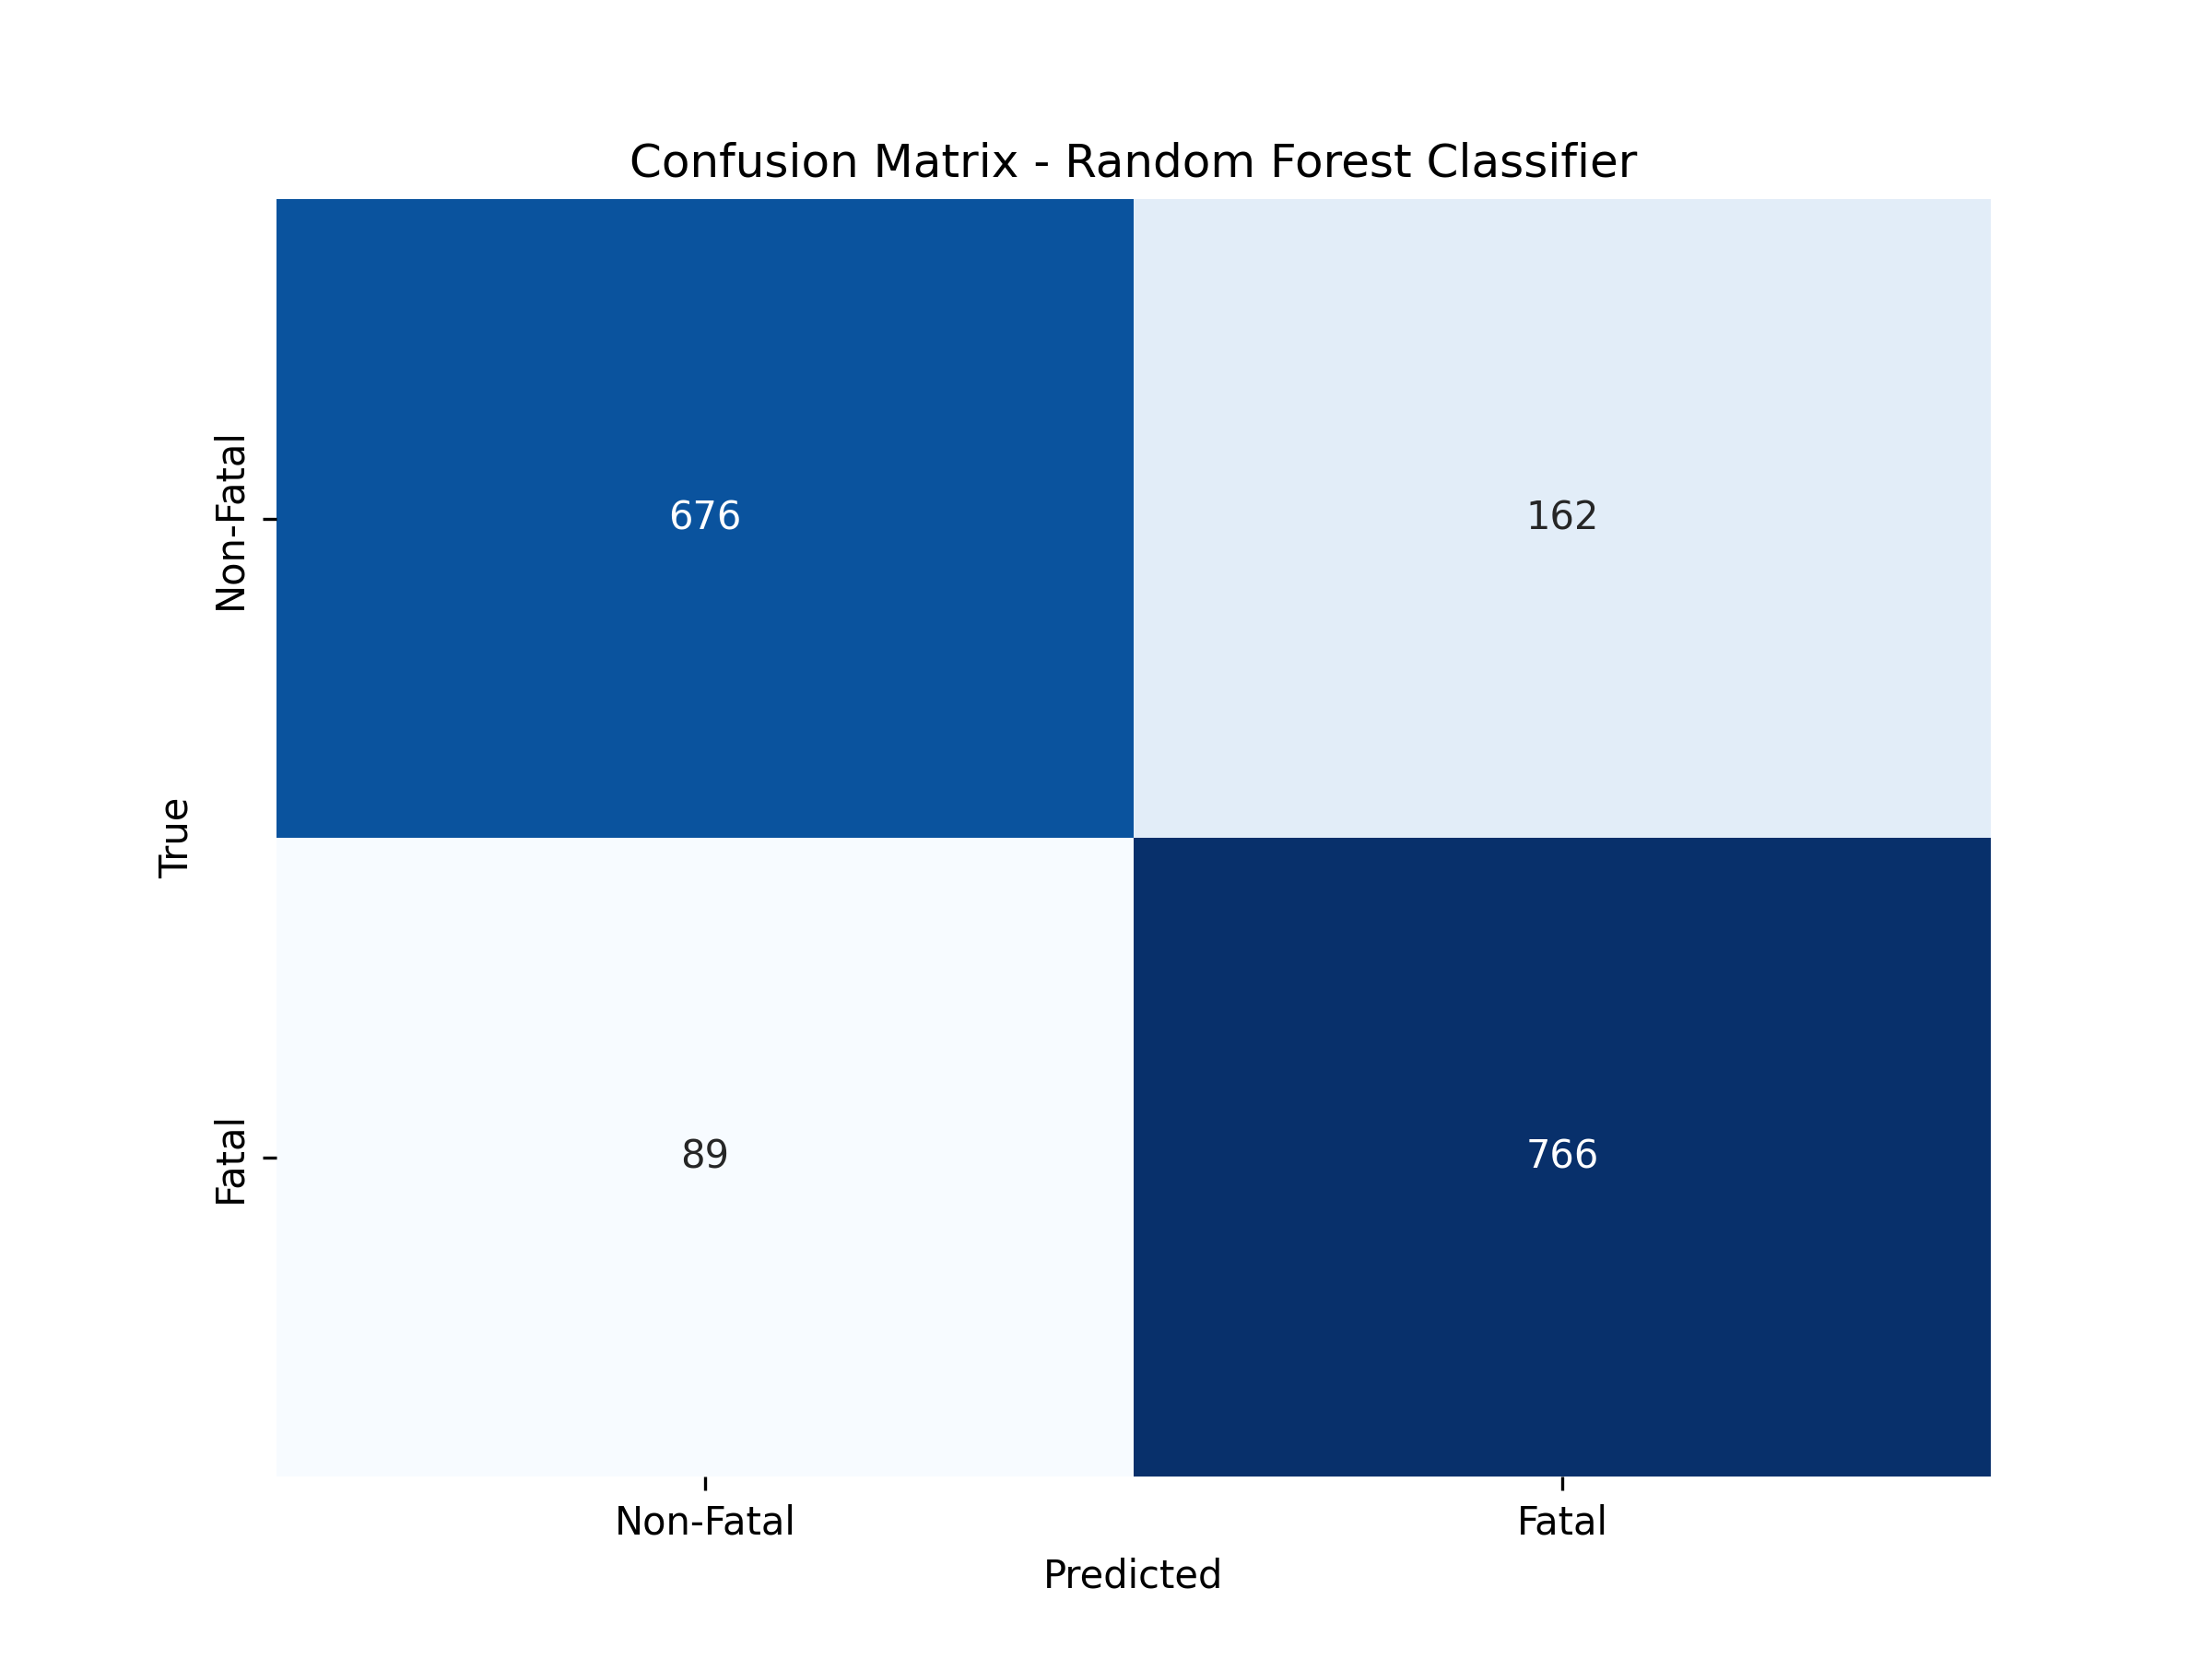 Confusion Matrix - Random Forest Classifier
True
Non-Fatal
676
162
Fatal
89
766
Non-Fatal
Fatal
Predicted